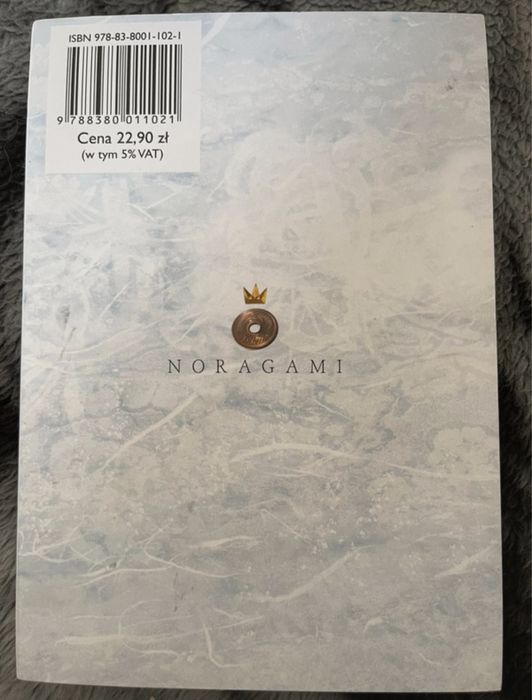 ISBN 978-83-8001-102-1
9 788380 011021
Cena 22,90 zł
(w tym 5% VAT)
NORAGAMI